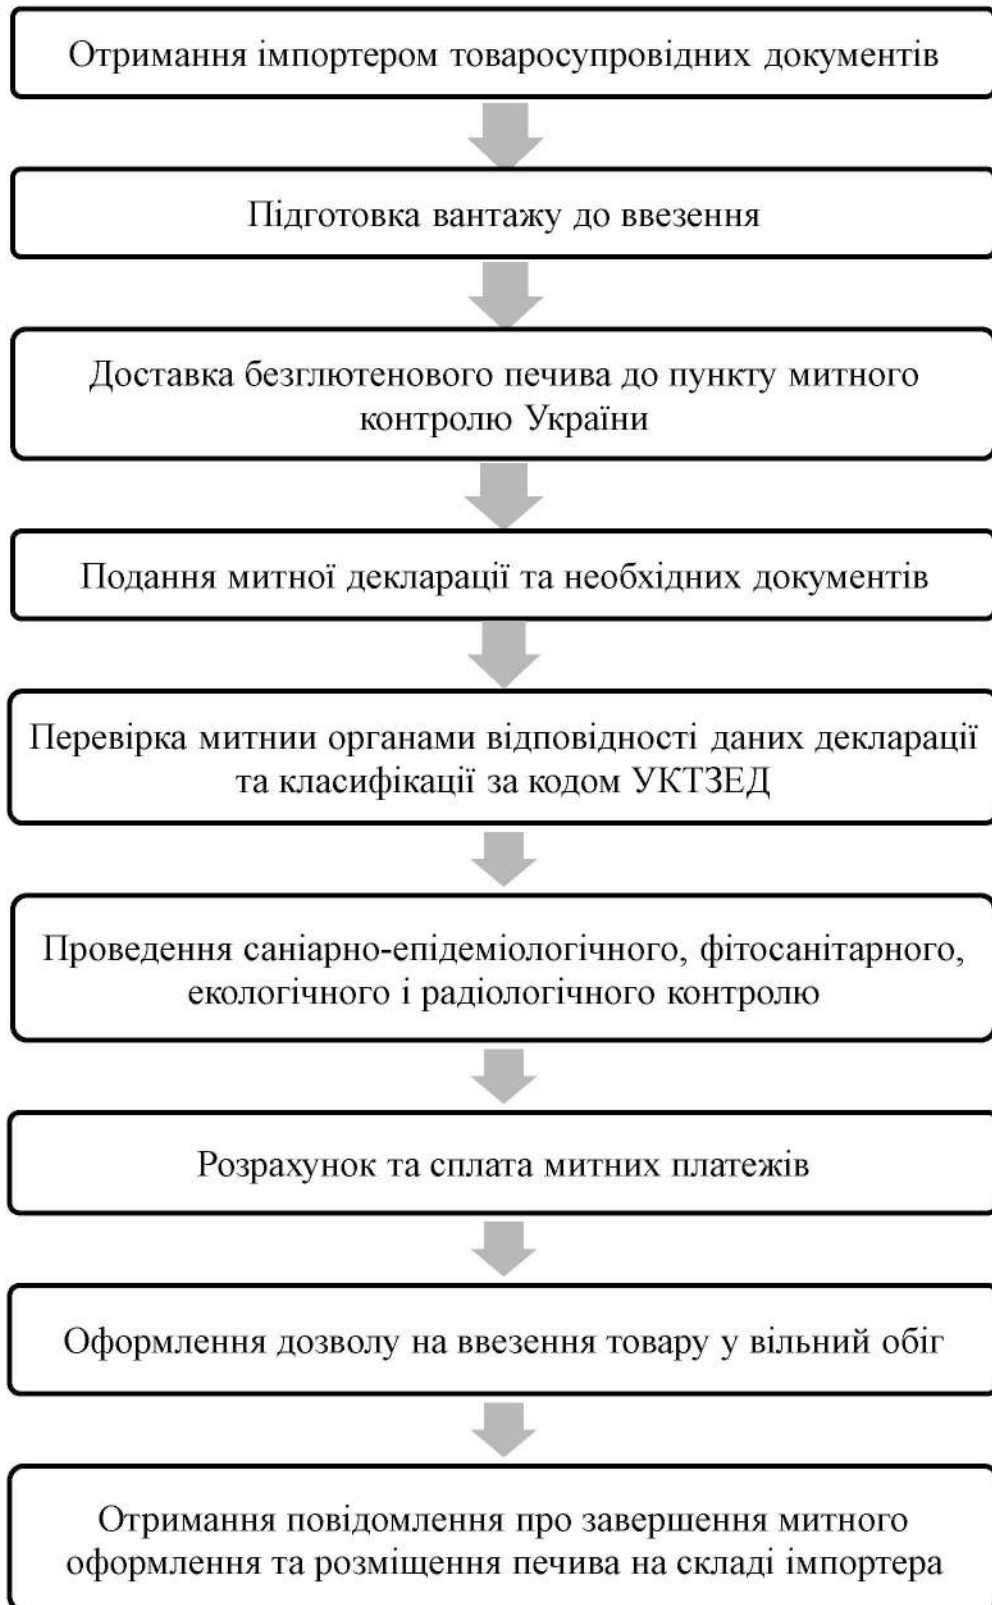 Отримання імпортером товаросупровідних документів
Підготовка вантажу до ввезення
Доставка безглютенового печива до пункту митного
контролю України
Подання митної декларації та необхідних документів
Перевірка митнии органами відповідності даних декларації
та класифікації за кодом УКТЗЕД
Проведення саніарно-епідеміологічного, фітосанітарного,
екологічного і радіологічного контролю
Розрахунок та сплата митних платежів
Оформлення дозволу на ввезення товару у вільний обіг
Отримання повідомлення про завершення митного
оформлення та розміщення печива на складі імпортера